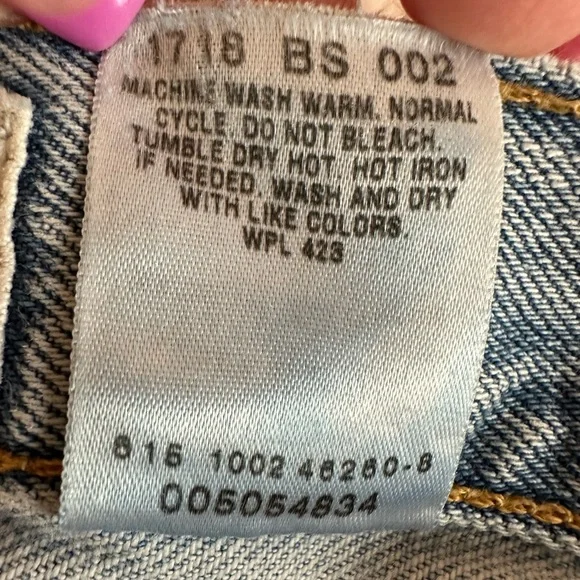 1718 BS 002
MACHINE WASH WARM. NORMAL
CYCLE. DO NOT BLEACH.
TUMBLE DRY HOT. HOT IRON
IF NEEDED. WASH AND DRY
WITH LIKE COLORS.
WPL 423
615 1002 46260-8
005054834